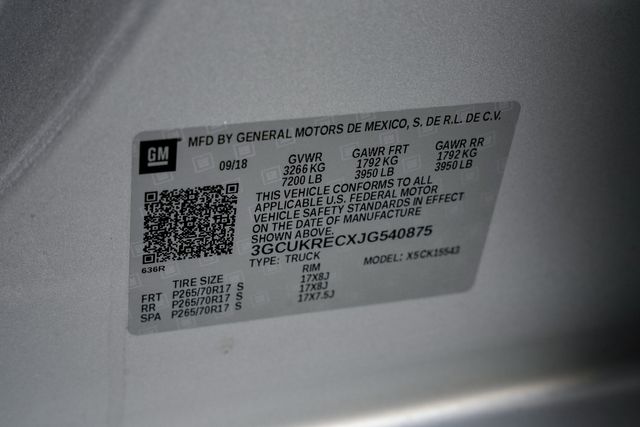 MFD BY GENERAL MOTORS DE MEXICO, S. DE R.L. DE C.V.
GM
09/18
GVWR GAWR FRT GAWR RR
3266 KG 1792 KG 1792 KG
7200 LB 3950 LB 3950 LB
THIS VEHICLE CONFORMS TO ALL
APPLICABLE U.S. FEDERAL MOTOR
VEHICLE SAFETY STANDARDS IN EFFECT
ON THE DATE OF MANUFACTURE
SHOWN ABOVE.
3GCUKRECXJG540875
TYPE: TRUCK MODEL: X5CK15543
636R
TIRE SIZE RIM
FRT P265/70R17 S 17X8J
RR P265/70R17 S 17X8J
SPA P265/70R17 S 17X7.5J